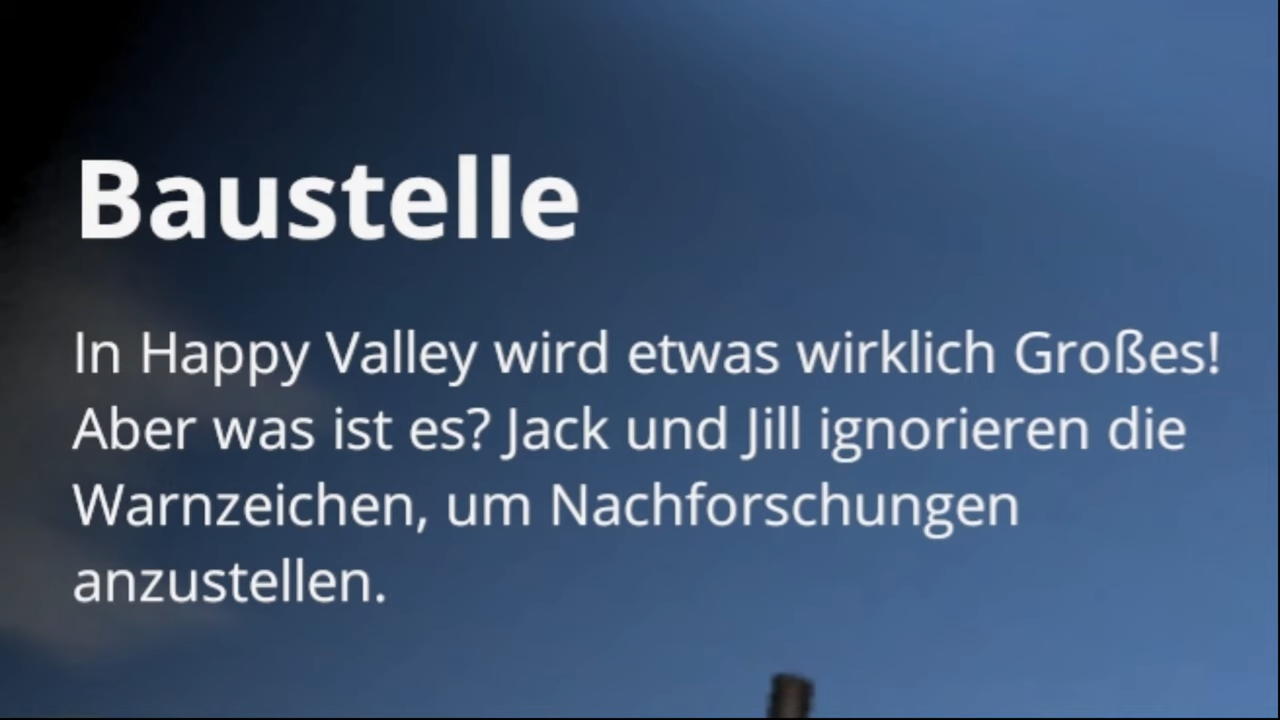 Baustelle
In Happy Valley wird etwas wirklich Großes!
Aber was ist es? Jack und Jill ignorieren die
Warnzeichen, um Nachforschungen
anzustellen.